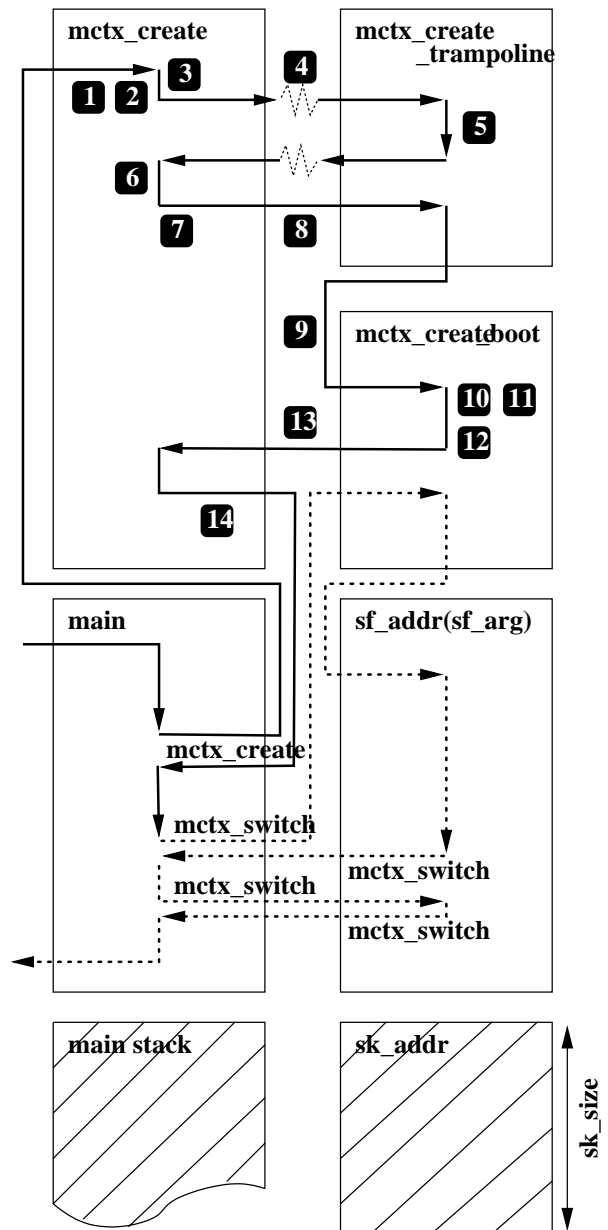 mctx_create
mctx_create
_trampoline
3
4
1 2
5
6
7
8
9
mctx_create_boot
10 11
13
12
14
main
sf_addr(sf_arg)
mctx_create
mctx_switch
mctx_switch
mctx_switch
mctx_switch
main stack
sk_addr
sk_size